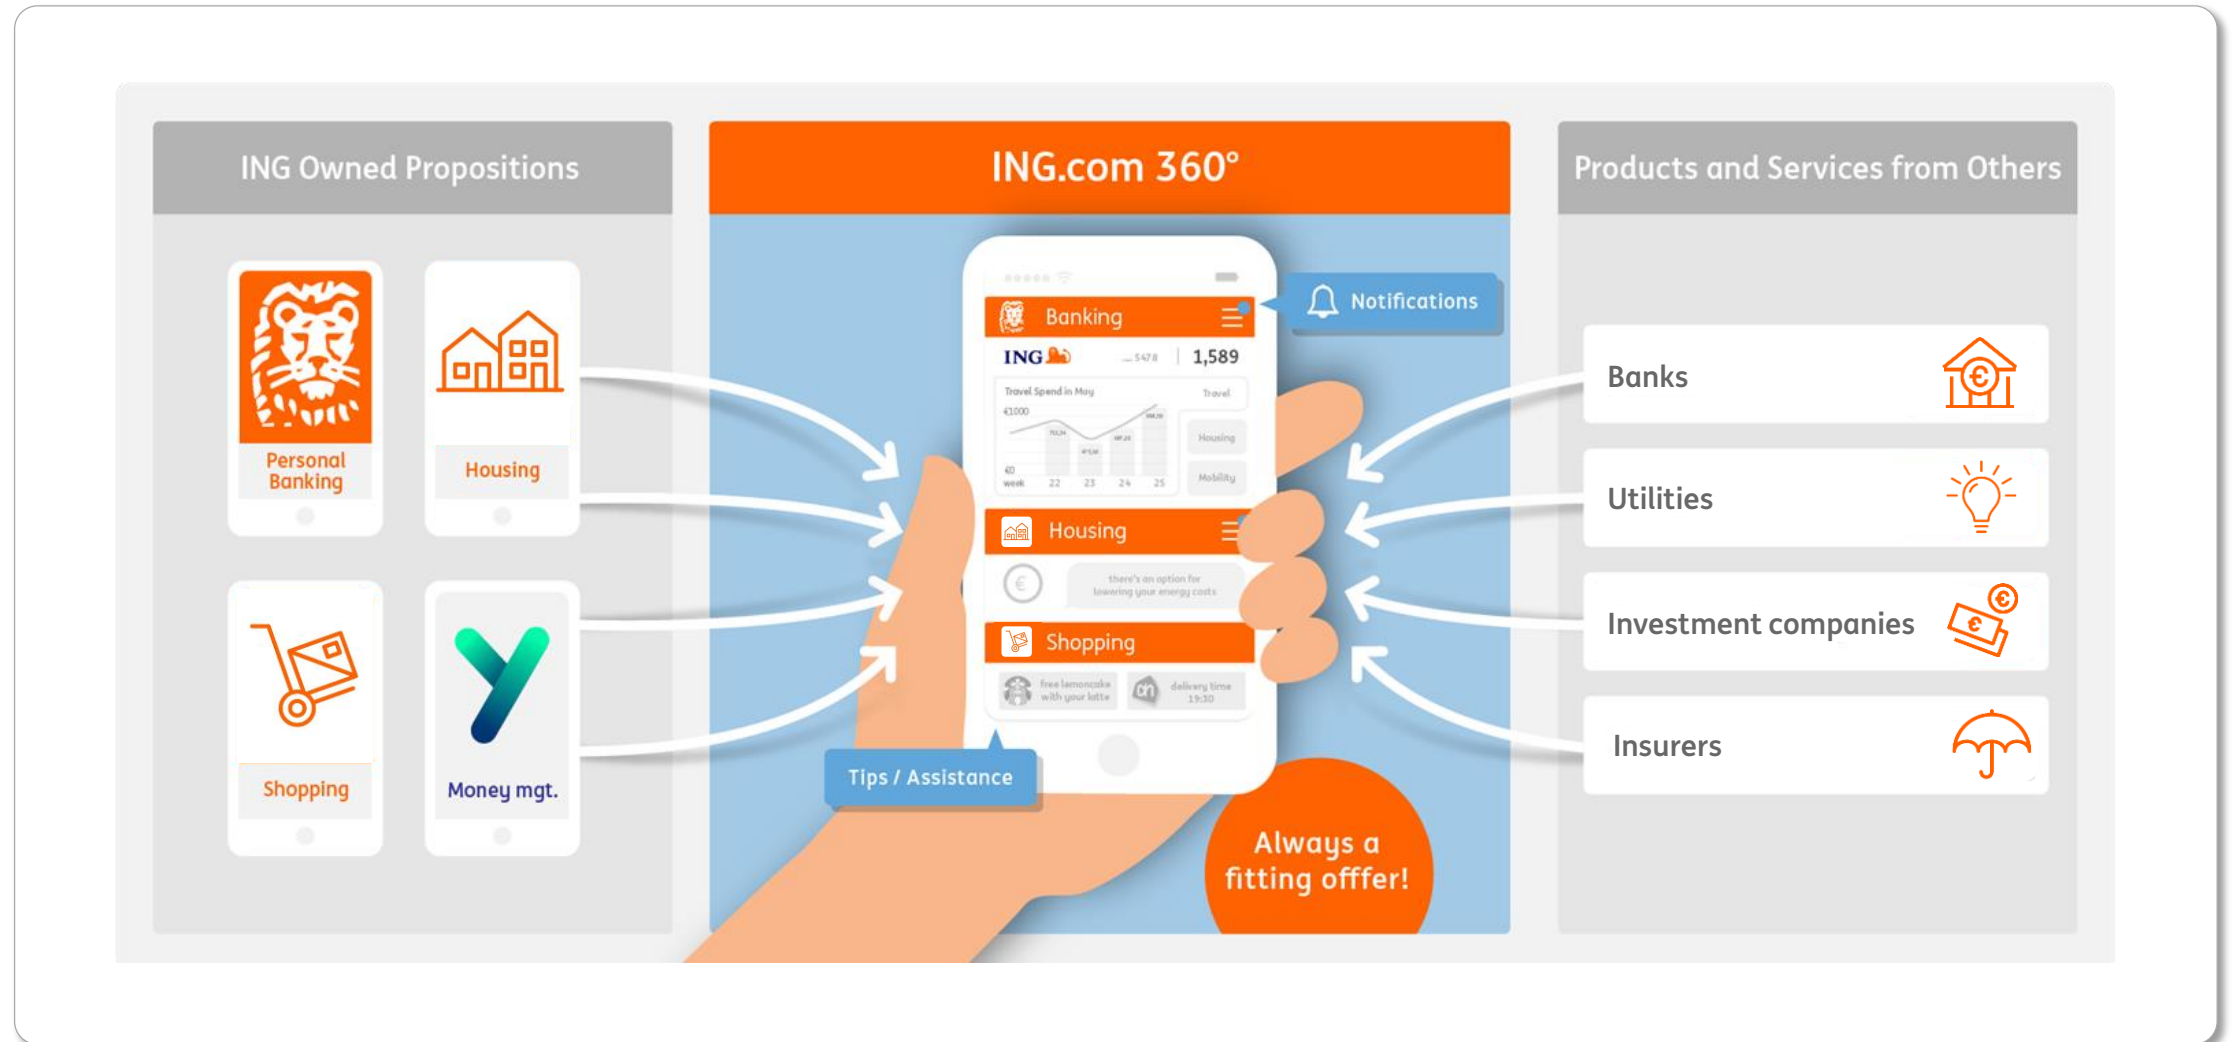 ING Owned Propositions
Personal
Banking
Housing
Shopping
Money mgt.
ING.com 360°
Notifications
Banking
ING
5478
1,589
Travel Spend in May
Travel
€1000
Housing
€0
Mobility
week 22 23 24 25
Housing
there's an option for
lowering your energy costs
Shopping
free lemoncake
with your latte
delivery time
19:30
Tips / Assistance
Always a
fitting offfer!
Products and Services from Others
Banks
Utilities
Investment companies
Insurers